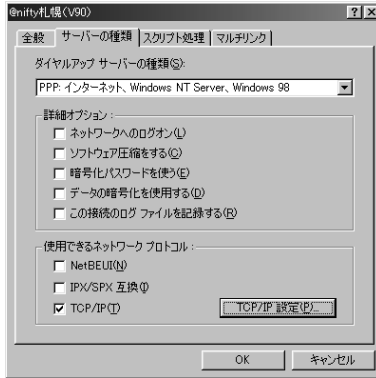 @nifty札幌(V90)
全般 サーバーの種類 スクリプト処理 マルチリンク
ダイヤルアップ サーバーの種類(S):
PPP: インターネット、Windows NT Server、Windows 98
詳細オプション:
ネットワークへのログオン(L)
ソフトウェア圧縮をする(C)
暗号化パスワードを使う(E)
データの暗号化を使用する(D)
この接続のログ ファイルを記録する(R)
使用できるネットワーク プロトコル:
NetBEUI(N)
IPX/SPX 互換(I)
TCP/IP(T)
TCP/IP 設定(P)...
OK キャンセル